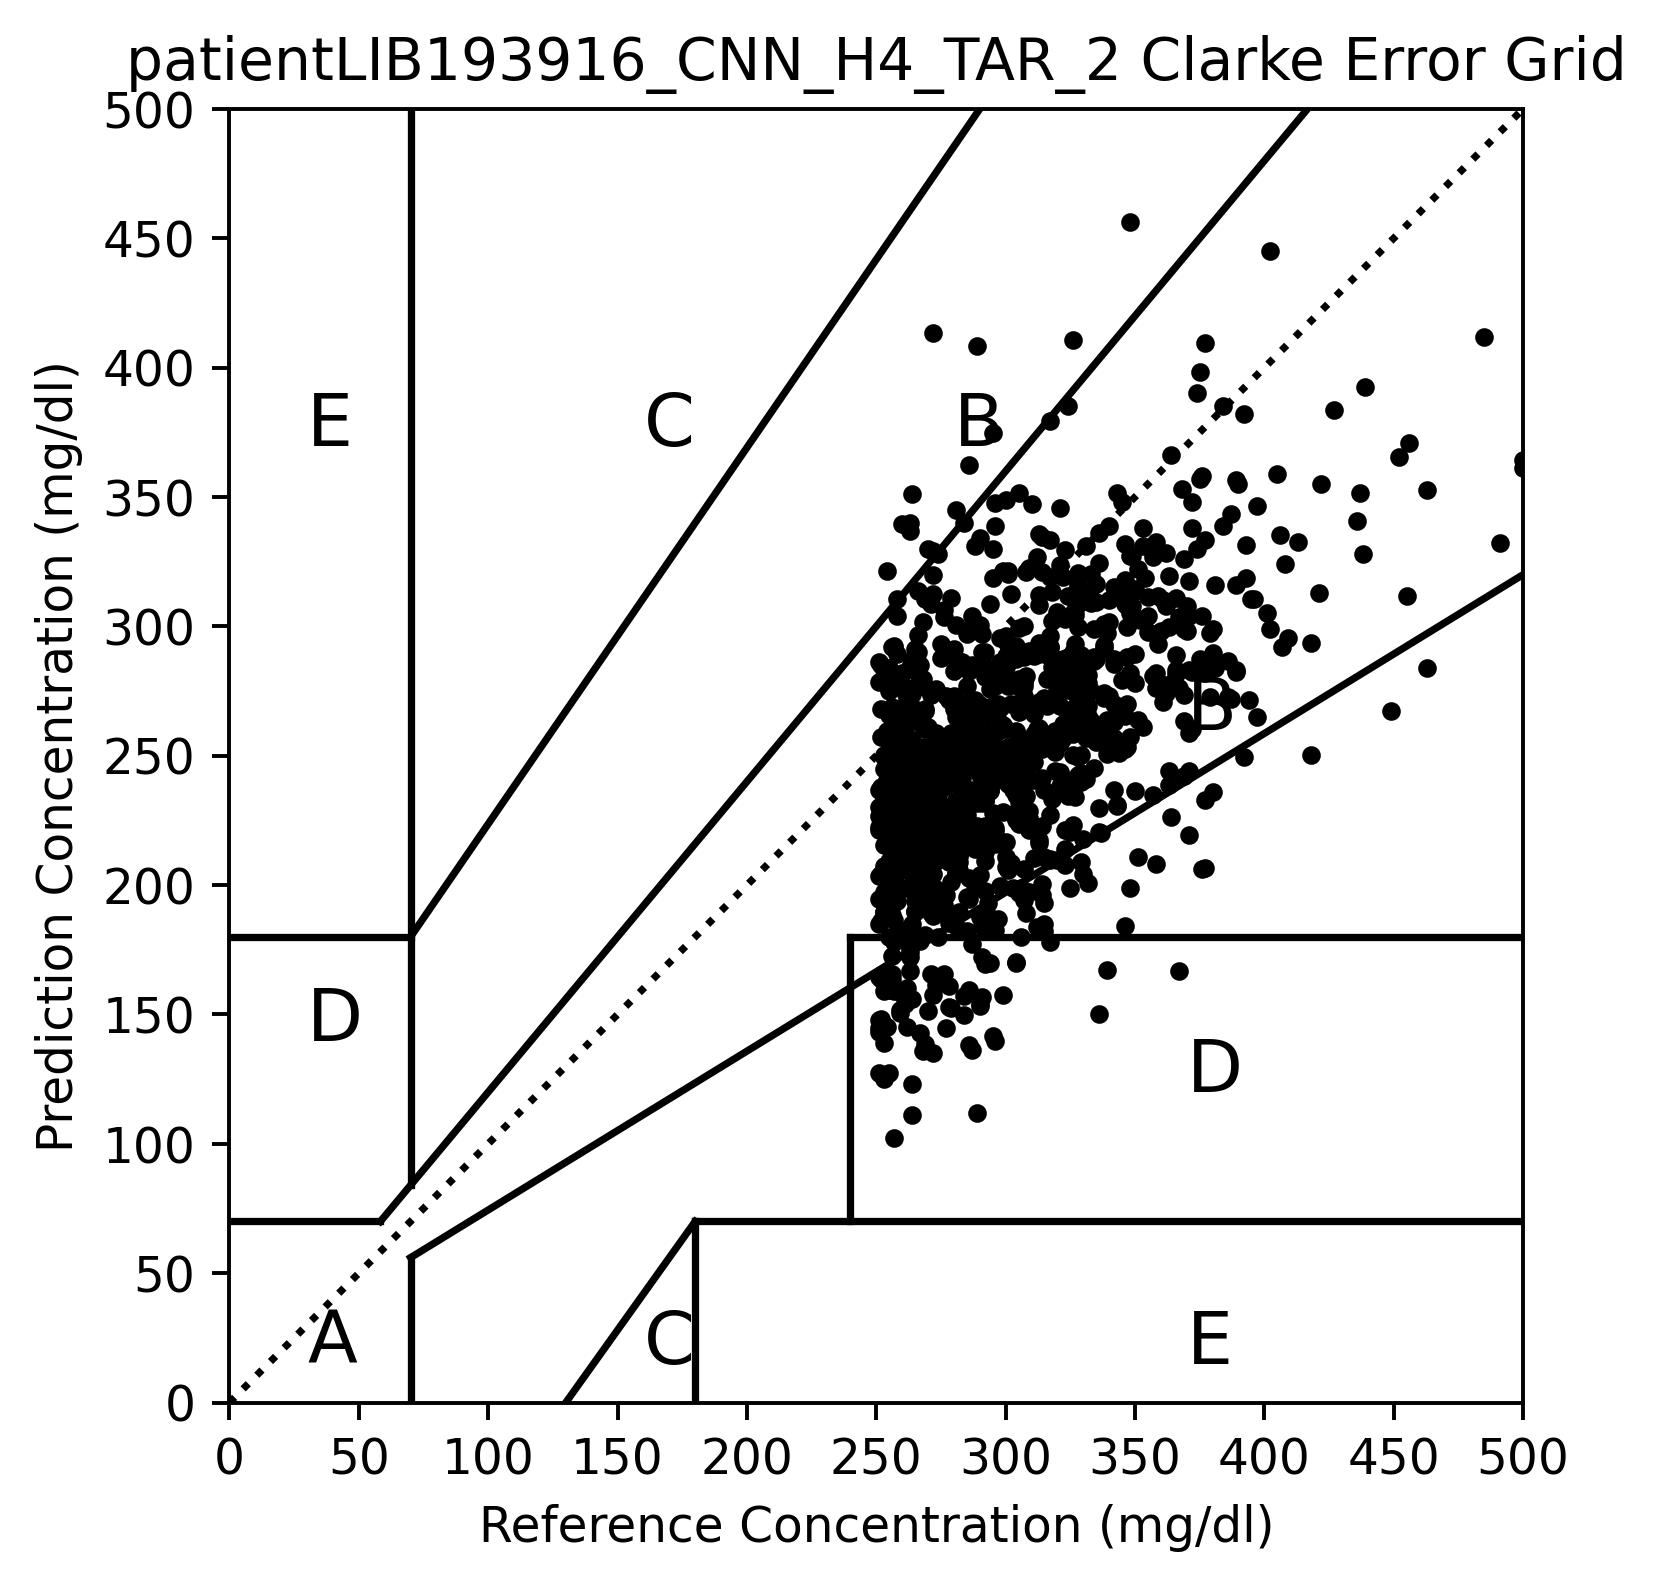 patientLIB193916_CNN_H4_TAR_2 Clarke Error Grid
500
450
400
350
300
250
200
150
100
50
0
Prediction Concentration (mg/dl)
E
C
B
B
D
D
A
C
E
0 50 100 150 200 250 300 350 400 450 500
Reference Concentration (mg/dl)